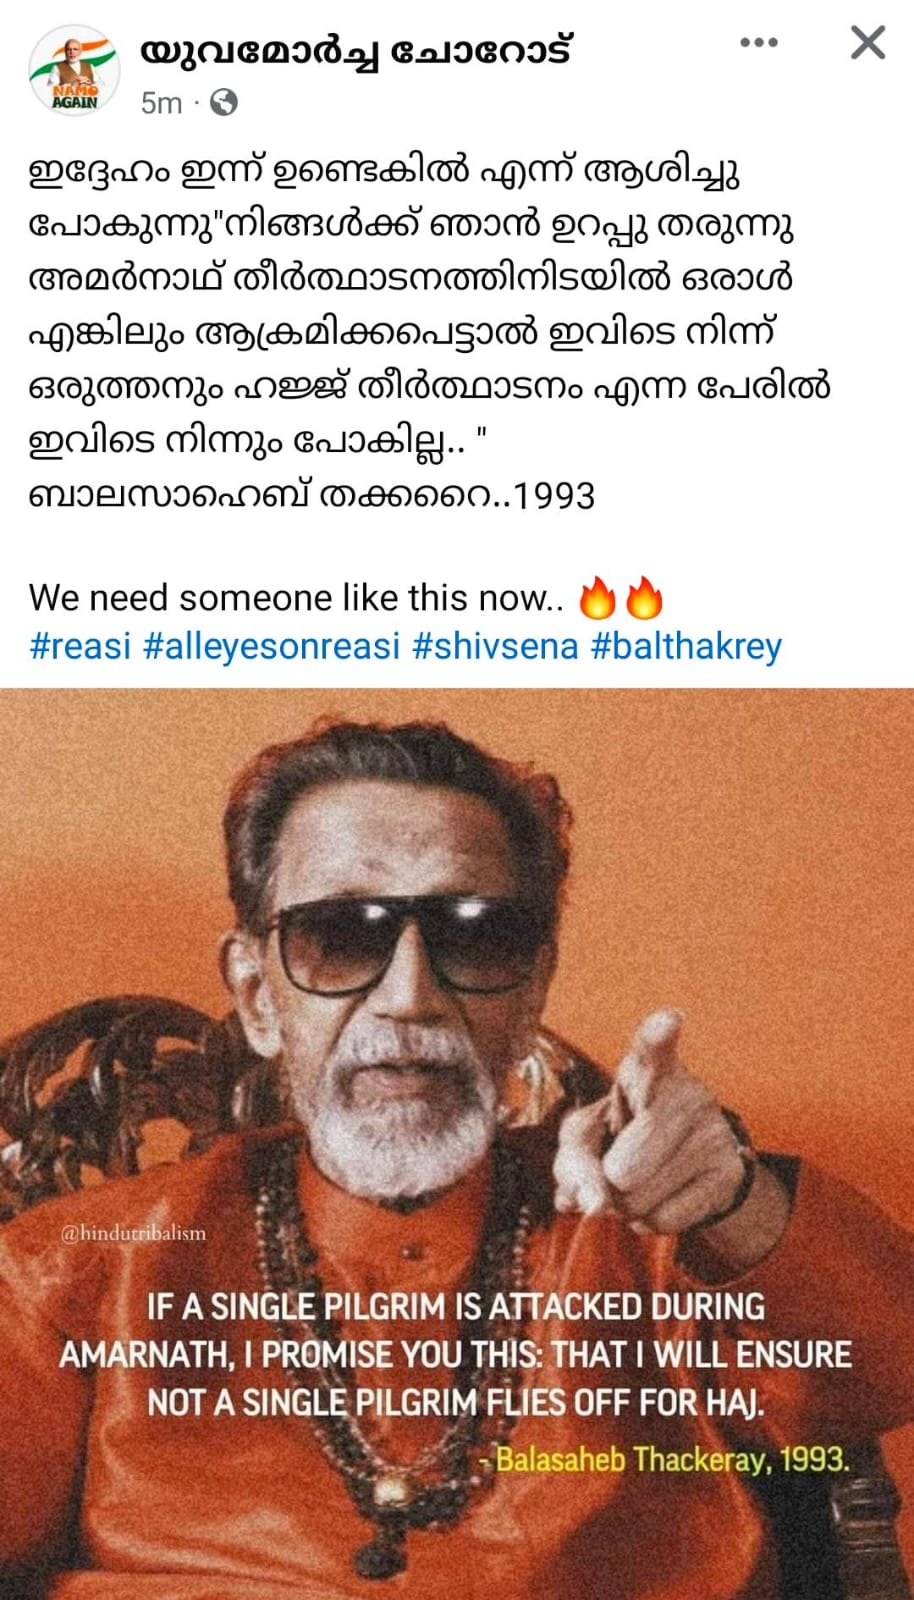 യുവമോർച്ച ചോറോട്
NAMO
AGAIN
5m ·
ഇദ്ദേഹം ഇന്ന് ഉണ്ടെകിൽ എന്ന് ആശിച്ചു
പോകുന്നു"നിങ്ങൾക്ക് ഞാൻ ഉറപ്പു തരുന്നു
അമർനാഥ് തീർത്ഥാടനത്തിനിടയിൽ ഒരാൾ
എങ്കിലും ആക്രമിക്കപെട്ടാൽ ഇവിടെ നിന്ന്
ഒരുത്തനും ഹജ്ജ് തീർത്ഥാടനം എന്ന പേരിൽ
ഇവിടെ നിന്നും പോകില്ല.. "
ബാലസാഹെബ് തക്കറൈ..1993
We need someone like this now.. 🔥🔥
#reasi #alleyesonreasi #shivsena #balthakrey
@hindutribalism
IF A SINGLE PILGRIM IS ATTACKED DURING
AMARNATH, I PROMISE YOU THIS: THAT I WILL ENSURE
NOT A SINGLE PILGRIM FLIES OFF FOR HAJ.
- Balasaheb Thackeray, 1993.